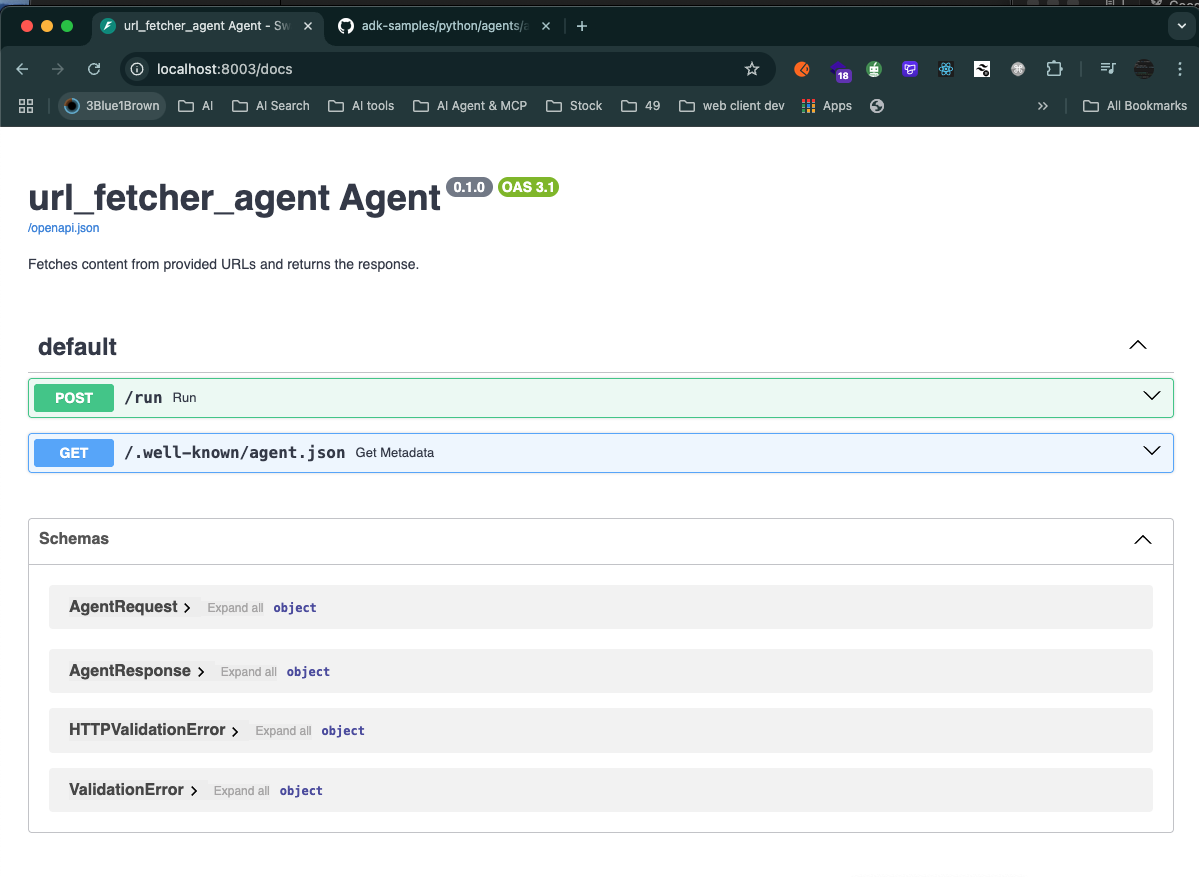 url_fetcher_agent Agent - Sw
adk-samples/python/agents/a
localhost:8003/docs
18
3Blue1Brown
AI
AI Search
AI tools
AI Agent & MCP
Stock
49
web client dev
Apps
All Bookmarks
url_fetcher_agent Agent 0.1.0 OAS 3.1
/openapi.json
Fetches content from provided URLs and returns the response.
default
POST /run Run
GET /.well-known/agent.json Get Metadata
Schemas
AgentRequest Expand all object
AgentResponse Expand all object
HTTPValidationError Expand all object
ValidationError Expand all object